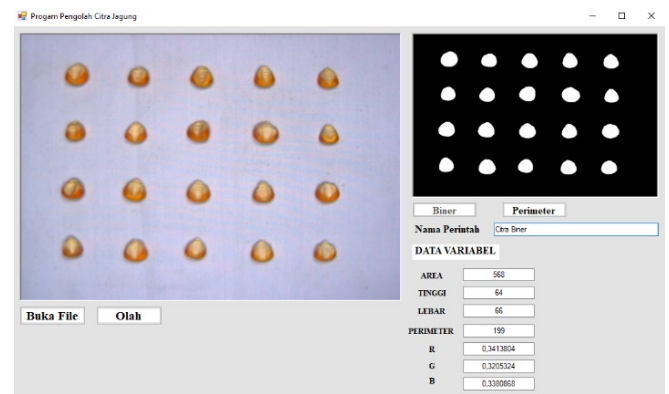 Progam Pengolah Citra Jagung
Biner Perimeter
Nama Perintah Citra Biner
DATA VARIABEL
AREA 568
TINGGI 64
LEBAR 66
PERIMETER 199
R 0,3413804
G 0,3205324
B 0,3380868
Buka File Olah